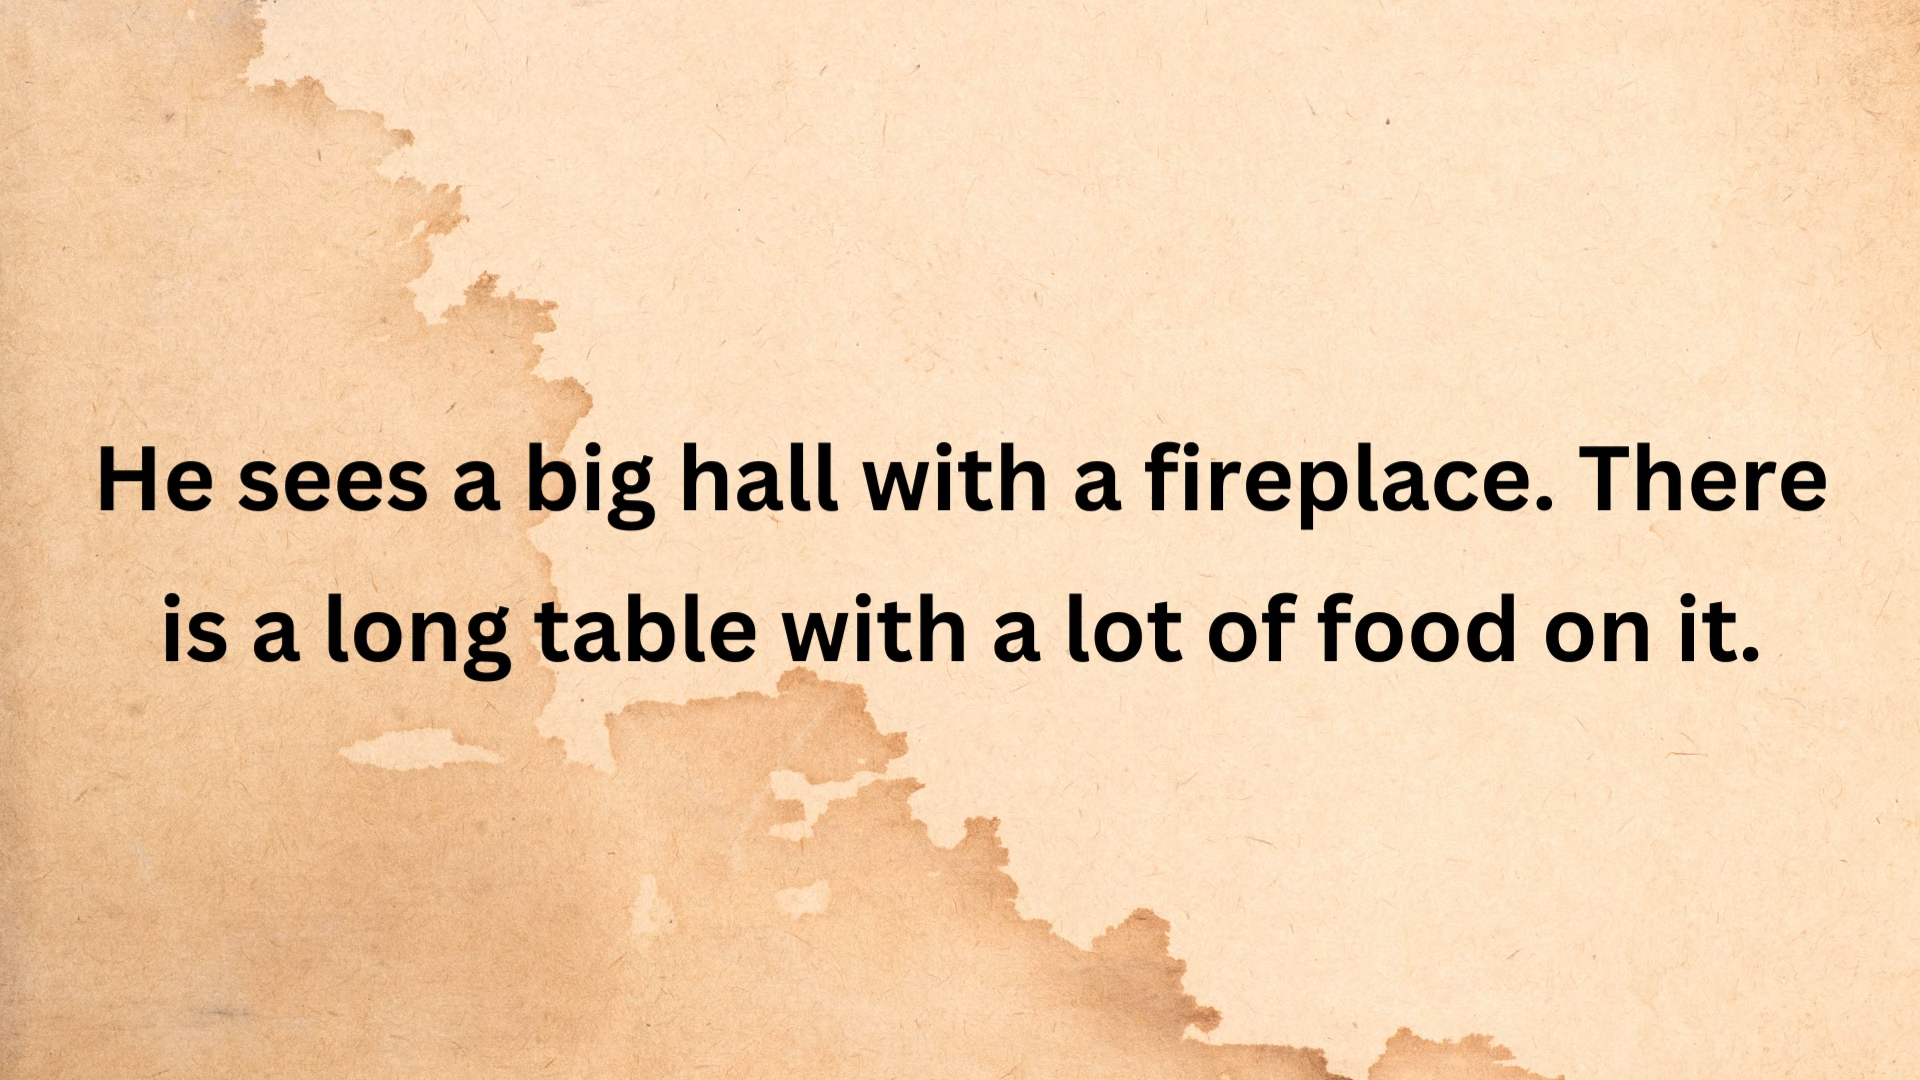 He sees a big hall with a fireplace. There
is a long table with a lot of food on it.